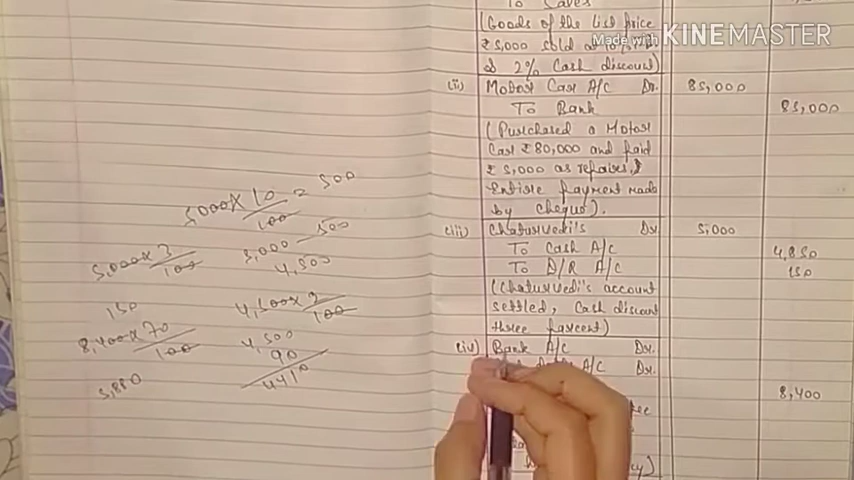 To Sales
(Goods of the list price
₹5,000 sold at 10%
& 2% Cash discount)
Made with KINEMASTER
(ii) Motor Car A/C Dr. 85,000
To Bank 85,000
(Purchased a Motor
Car ₹80,000 and paid
₹5,000 as repaires,
entire payment made
by cheque).
(iii) Chaturvedi's Dr 5,000
To Cash A/C 4,850
To D/R A/C 150
(Chaturvedi's account
settled, Cash discount
three percent)
(iv) Bank A/C Dr.
A/C Dr.
8,400
5000 x 10/100 = 500
5,000 x 3/100
150
8,400 x 70/100
5,880
5,000 - 500
4,500
4,500 x 2/100
4,500
90
4410